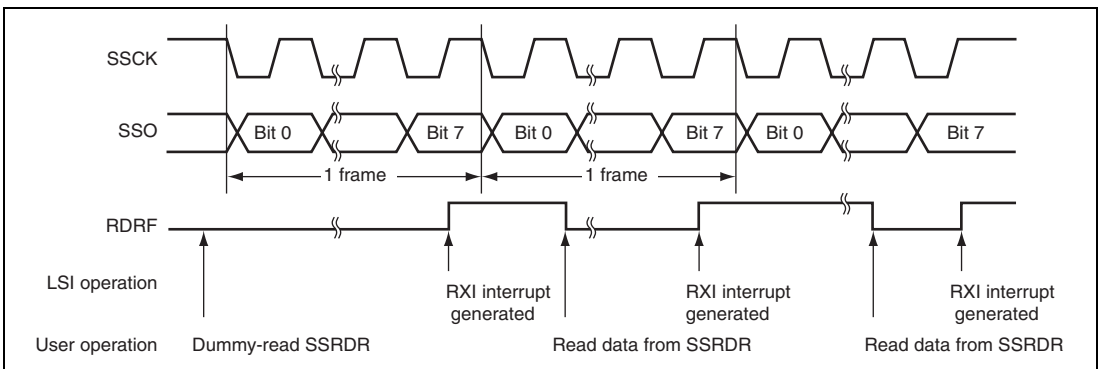 SSCK
SSO Bit 0 Bit 7 Bit 0 Bit 7 Bit 0 Bit 7
1 frame 1 frame
RDRF
LSI operation RXI interrupt generated RXI interrupt generated RXI interrupt generated
User operation Dummy-read SSRDR Read data from SSRDR Read data from SSRDR